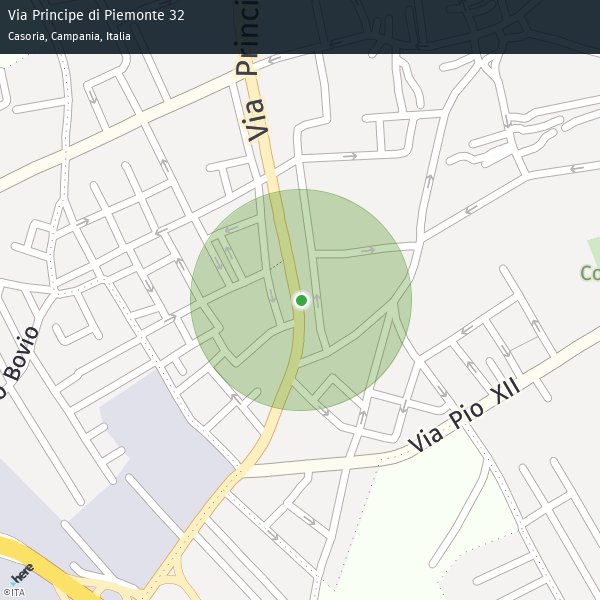 Via Principe di Piemonte 32
Casoria, Campania, Italia
Via Princi
Co
o Bovio
Via Pio XII
here
©ITA